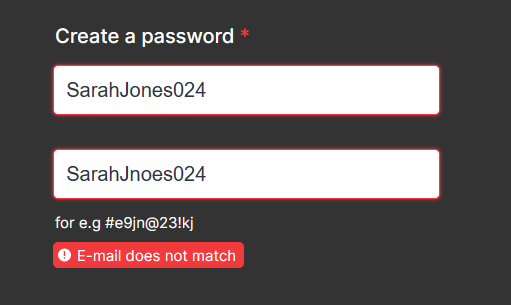 Create a password *
SarahJones024
SarahJnoes024
for e.g #e9jn@23!kj
E-mail does not match